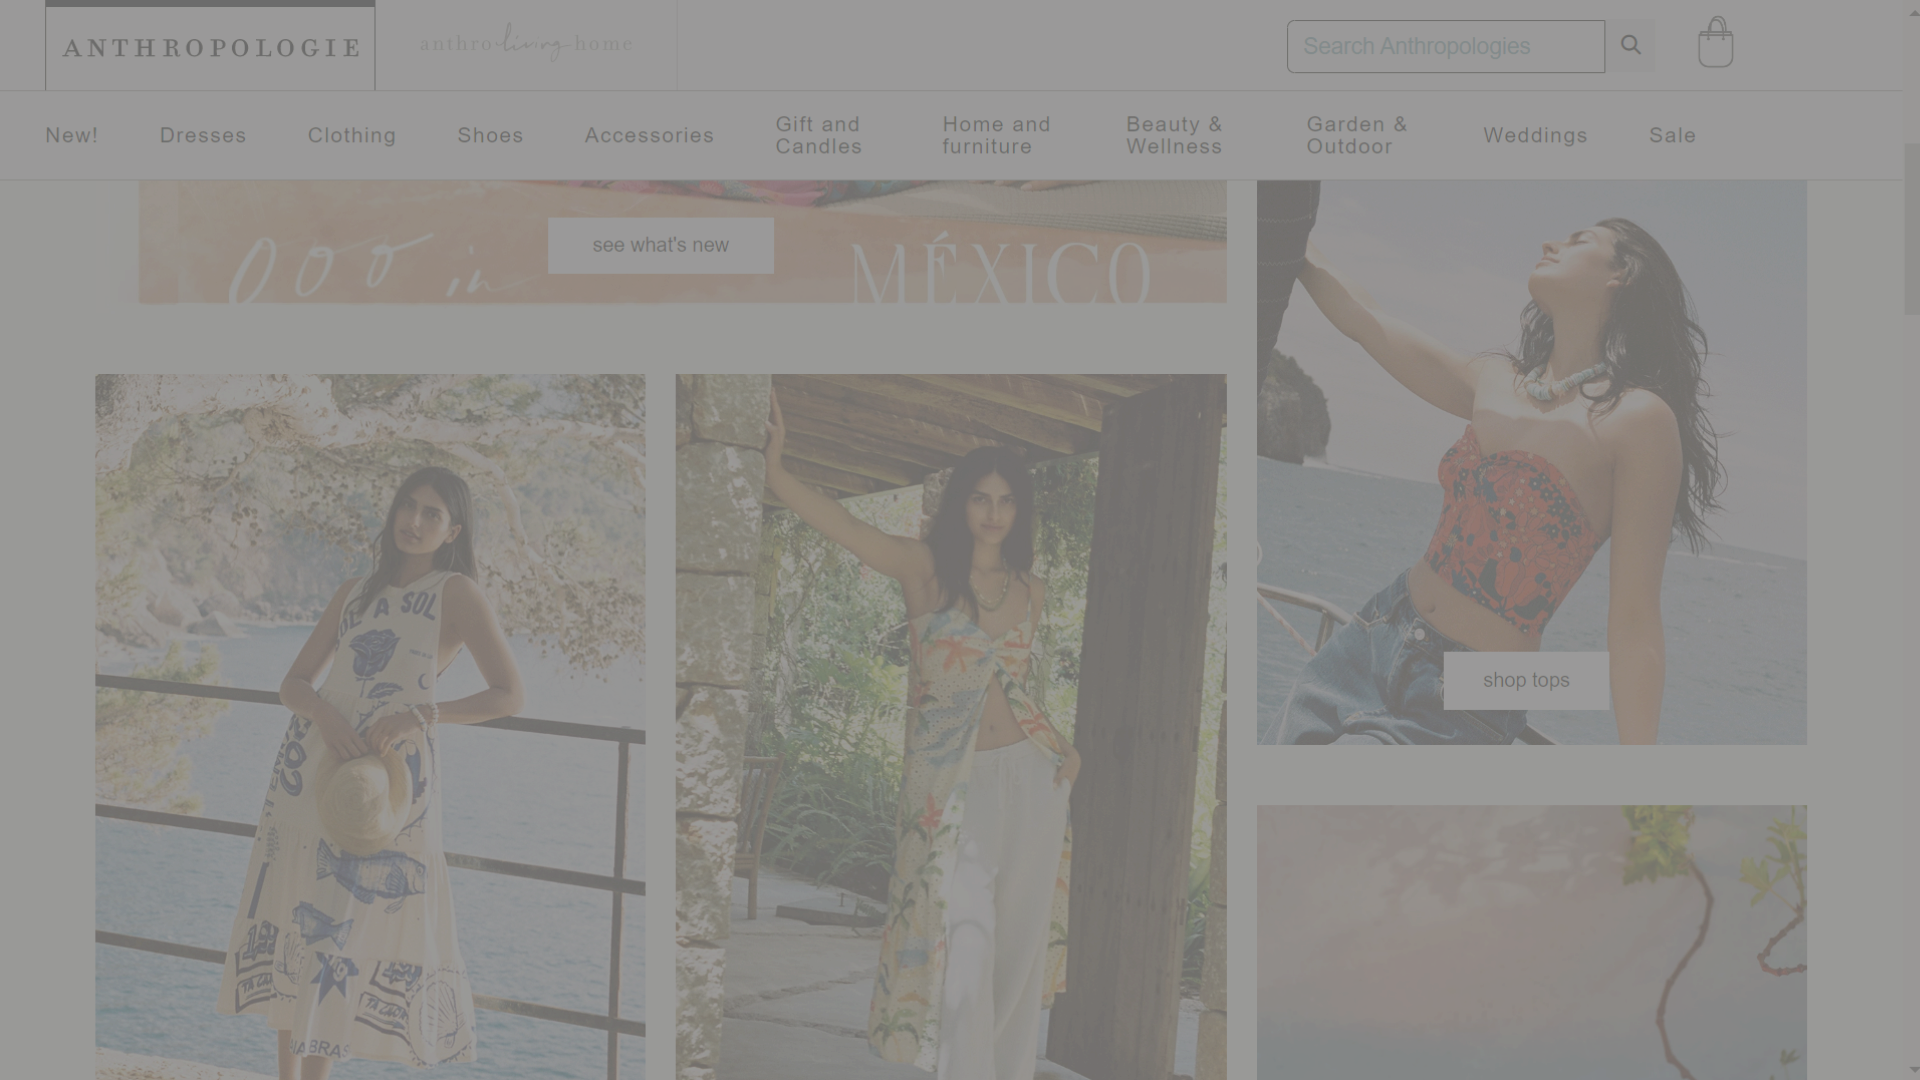 ANTHROPOLOGIE
anthro living home
Search Anthropologies
New!
Dresses
Clothing
Shoes
Accessories
Gift and
Candles
Home and
furniture
Beauty &
Wellness
Garden &
Outdoor
Weddings
Sale
see what's new
in
MÉXICO
A SOL
shop tops